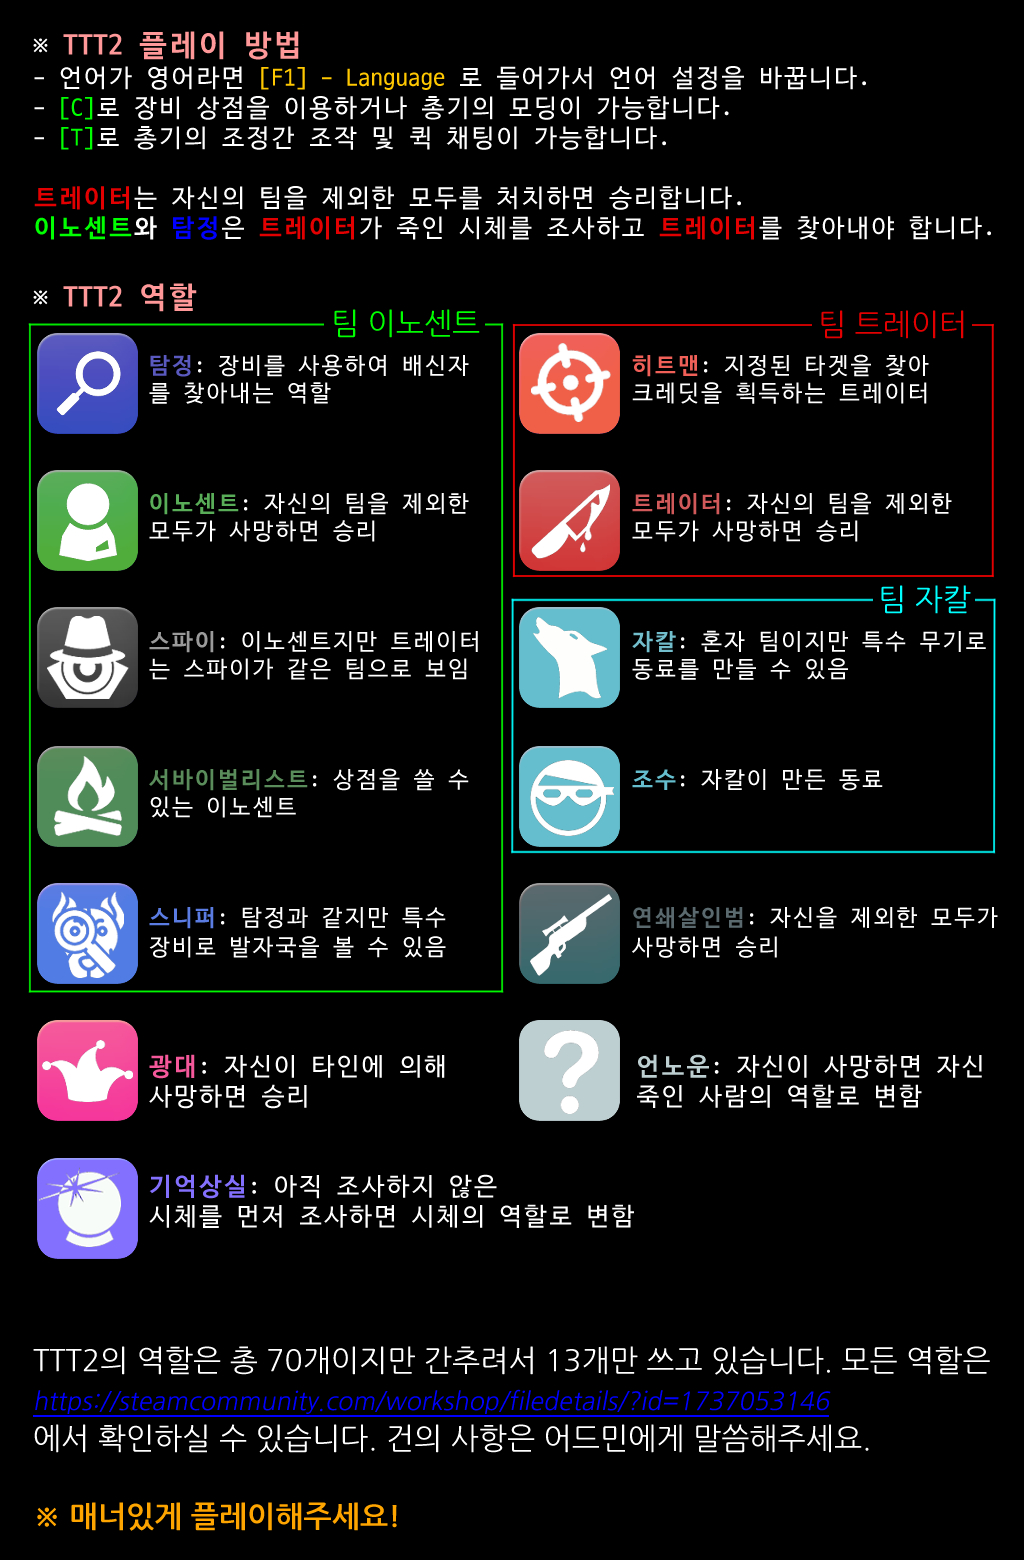 ※ TTT2 플레이 방법
- 언어가 영어라면 [F1] - Language 로 들어가서 언어 설정을 바꿉니다.
- [C]로 장비 상점을 이용하거나 총기의 모딩이 가능합니다.
- [T]로 총기의 조정간 조작 및 퀵 채팅이 가능합니다.
트레이터는 자신의 팀을 제외한 모두를 처치하면 승리합니다.
이노센트와 탐정은 트레이터가 죽인 시체를 조사하고 트레이터를 찾아내야 합니다.
※ TTT2 역할
팀 이노센트
탐정: 장비를 사용하여 배신자
를 찾아내는 역할
이노센트: 자신의 팀을 제외한
모두가 사망하면 승리
스파이: 이노센트지만 트레이터
는 스파이가 같은 팀으로 보임
서바이벌리스트: 상점을 쓸 수
있는 이노센트
스니퍼: 탐정과 같지만 특수
장비로 발자국을 볼 수 있음
팀 트레이터
히트맨: 지정된 타겟을 찾아
크레딧을 획득하는 트레이터
트레이터: 자신의 팀을 제외한
모두가 사망하면 승리
팀 자칼
자칼: 혼자 팀이지만 특수 무기로
동료를 만들 수 있음
조수: 자칼이 만든 동료
연쇄살인범: 자신을 제외한 모두가
사망하면 승리
광대: 자신이 타인에 의해
사망하면 승리
언노운: 자신이 사망하면 자신
죽인 사람의 역할로 변함
기억상실: 아직 조사하지 않은
시체를 먼저 조사하면 시체의 역할로 변함
TTT2의 역할은 총 70개이지만 간추려서 13개만 쓰고 있습니다. 모든 역할은
https://steamcommunity.com/workshop/filedetails/?id=1737053146
에서 확인하실 수 있습니다. 건의 사항은 어드민에게 말씀해주세요.
※ 매너있게 플레이해주세요!